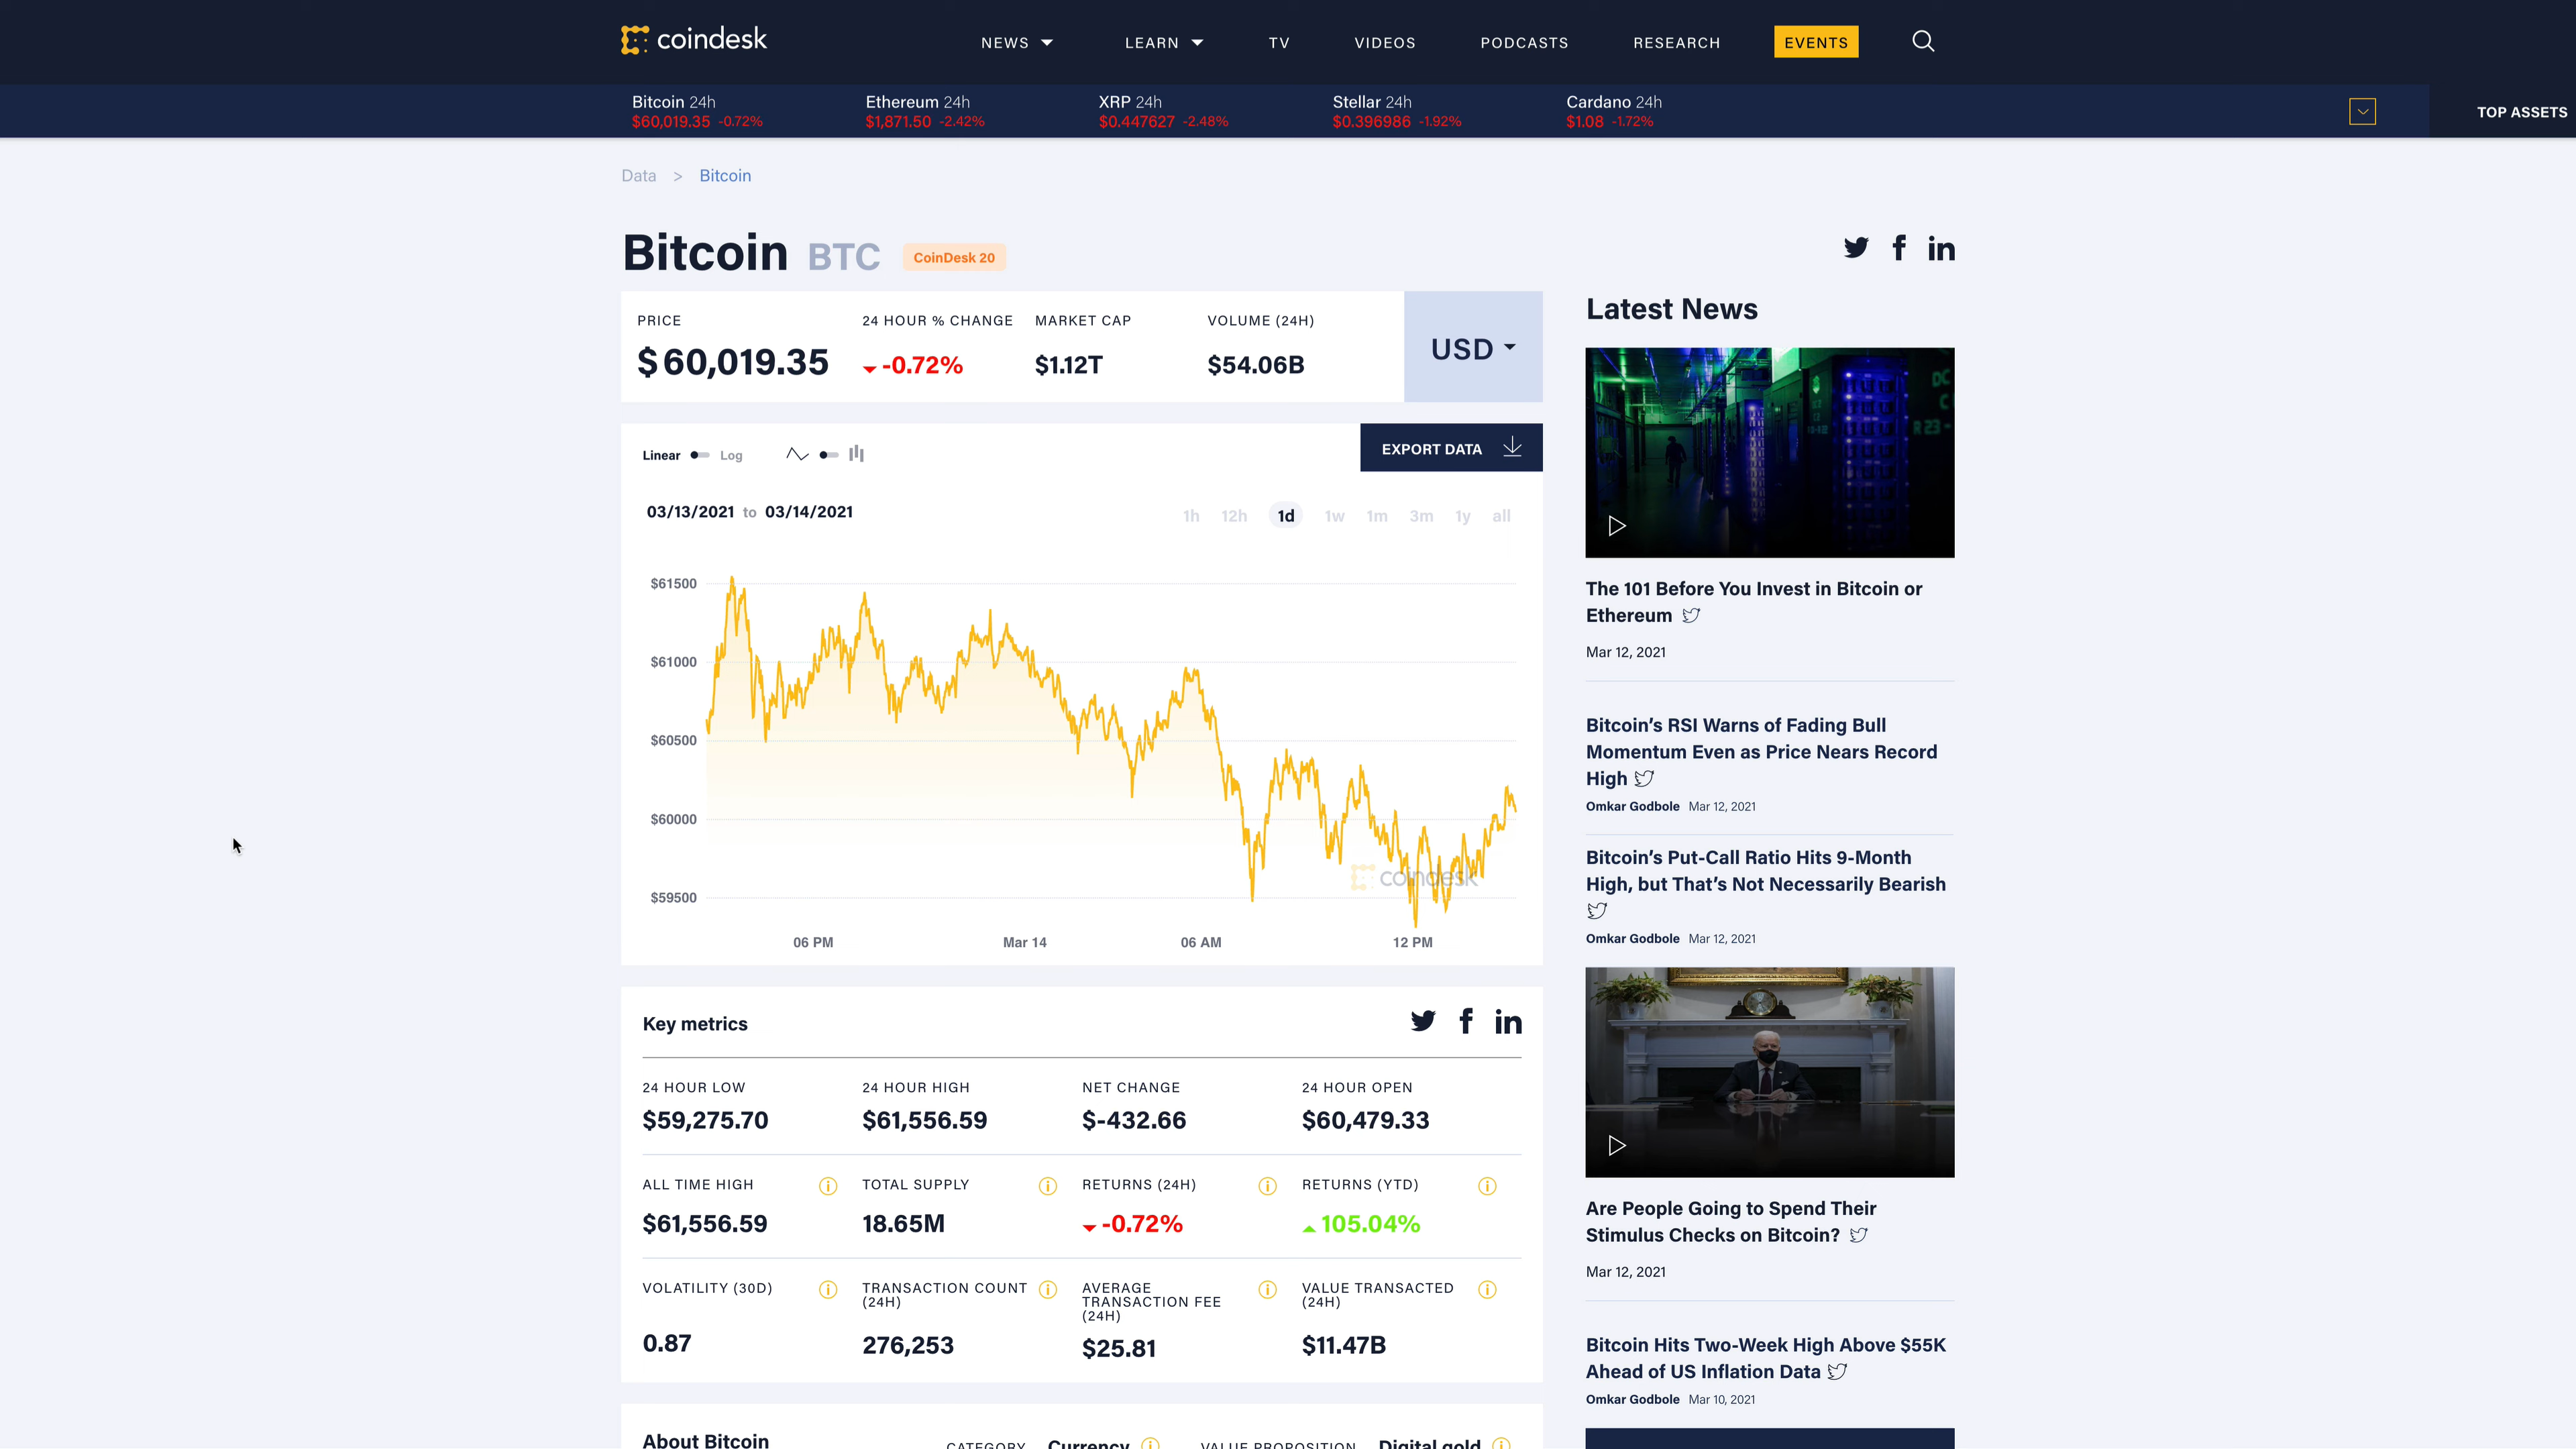 coindesk
NEWS
LEARN
TV
VIDEOS
PODCASTS
RESEARCH
EVENTS
Bitcoin 24h
$60,019.35 -0.72%
Ethereum 24h
$1,871.50 -2.42%
XRP 24h
$0.447627 -2.48%
Stellar 24h
$0.396986 -1.92%
Cardano 24h
$1.08 -1.72%
TOP ASSETS
Data > Bitcoin
Bitcoin BTC CoinDesk 20
PRICE
$60,019.35
24 HOUR % CHANGE
-0.72%
MARKET CAP
$1.12T
VOLUME (24H)
$54.06B
USD
Linear Log
EXPORT DATA
03/13/2021 to 03/14/2021
1h 12h 1d 1w 1m 3m 1y all
$61500
$61000
$60500
$60000
$59500
coindesk
06 PM
Mar 14
06 AM
12 PM
Key metrics
24 HOUR LOW
$59,275.70
24 HOUR HIGH
$61,556.59
NET CHANGE
$-432.66
24 HOUR OPEN
$60,479.33
ALL TIME HIGH
$61,556.59
TOTAL SUPPLY
18.65M
RETURNS (24H)
-0.72%
RETURNS (YTD)
105.04%
VOLATILITY (30D)
0.87
TRANSACTION COUNT
(24H)
276,253
AVERAGE
TRANSACTION FEE
(24H)
$25.81
VALUE TRANSACTED
(24H)
$11.47B
About Bitcoin
CATEGORY Currency
VALUE PROPOSITION Digital gold
Latest News
DC
R 23-
The 101 Before You Invest in Bitcoin or
Ethereum
Mar 12, 2021
Bitcoin’s RSI Warns of Fading Bull
Momentum Even as Price Nears Record
High
Omkar Godbole Mar 12, 2021
Bitcoin’s Put-Call Ratio Hits 9-Month
High, but That’s Not Necessarily Bearish
Omkar Godbole Mar 12, 2021
Are People Going to Spend Their
Stimulus Checks on Bitcoin?
Mar 12, 2021
Bitcoin Hits Two-Week High Above $55K
Ahead of US Inflation Data
Omkar Godbole Mar 10, 2021